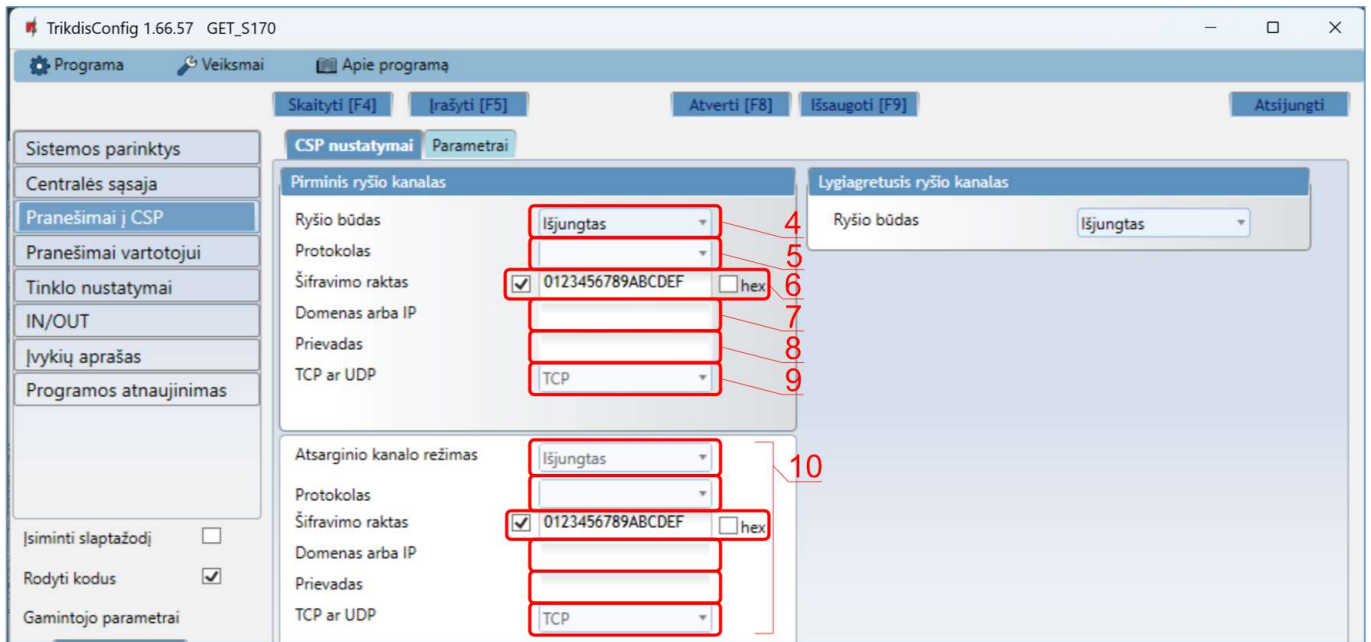 TrikdisConfig 1.66.57 GET_S170
Programa Veiksmai Apie programą
Skaityti [F4] Įrašyti [F5] Atverti [F8] Išsaugoti [F9] Atsijungti
Sistemos parinktys
Centralės sąsaja
Pranešimai į CSP
Pranešimai vartotojui
Tinklo nustatymai
IN/OUT
Įvykių aprašas
Programos atnaujinimas
Įsiminti slaptažodį
Rodyti kodus
Gamintojo parametrai
CSP nustatymai Parametrai
Pirminis ryšio kanalas
Ryšio būdas Išjungtas 4
Protokolas 5
Šifravimo raktas 0123456789ABCDEF hex 6
Domenas arba IP 7
Prievadas 8
TCP ar UDP TCP 9
Atsarginio kanalo režimas Išjungtas 10
Protokolas
Šifravimo raktas 0123456789ABCDEF hex
Domenas arba IP
Prievadas
TCP ar UDP TCP
Lygiagretusis ryšio kanalas
Ryšio būdas Išjungtas